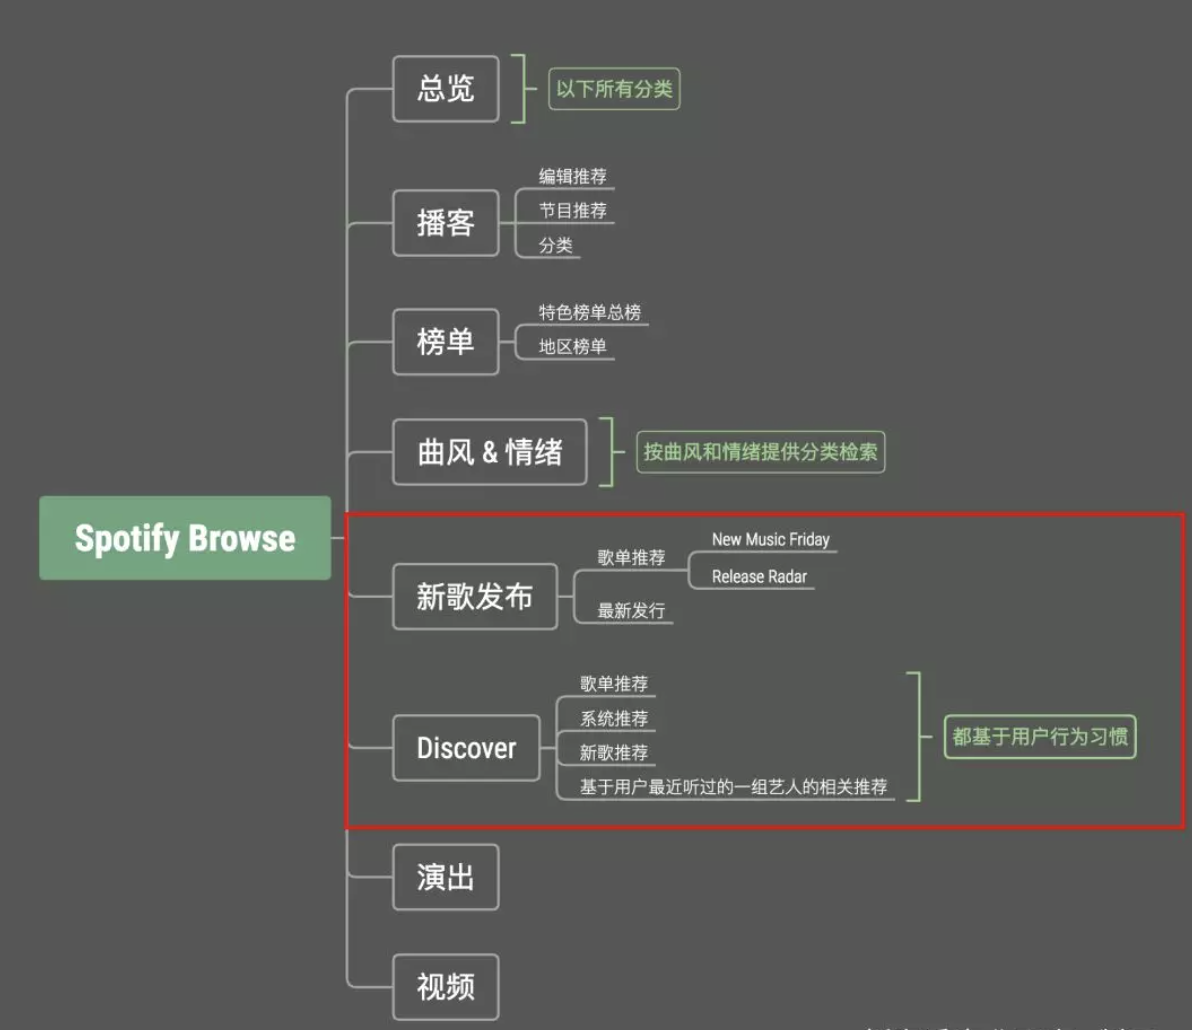 总览
以下所有分类
编辑推荐
播客
节目推荐
分类
特色榜单总榜
榜单
地区榜单
曲风 & 情绪
按曲风和情绪提供分类检索
Spotify Browse
新歌发布
歌单推荐
New Music Friday
Release Radar
最新发行
Discover
歌单推荐
系统推荐
新歌推荐
基于用户最近听过的一组艺人的相关推荐
都基于用户行为习惯
演出
视频